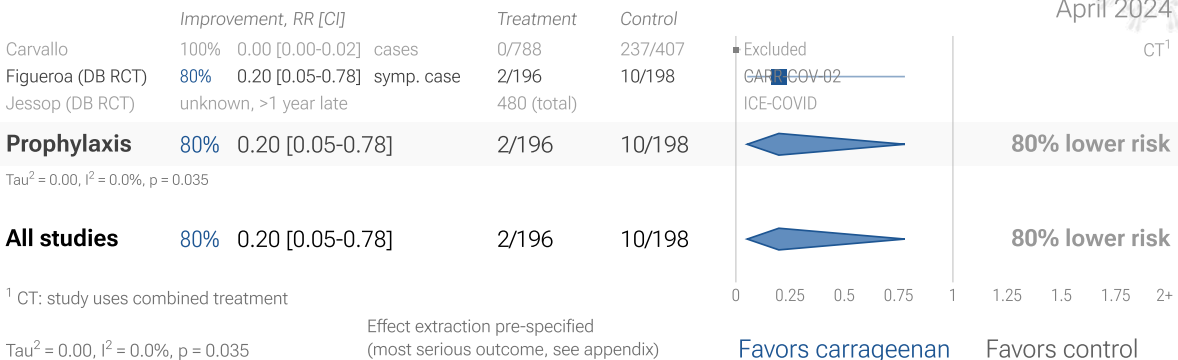 April 2024
Improvement, RR [CI] Treatment Control
Carvallo 100% 0.00 [0.00-0.02] cases 0/788 237/407 Excluded CT¹
Figueroa (DB RCT) 80% 0.20 [0.05-0.78] symp. case 2/196 10/198 CARR-COV-02
Jessop (DB RCT) unknown, >1 year late 480 (total) ICE-COVID
Prophylaxis 80% 0.20 [0.05-0.78] 2/196 10/198 80% lower risk
Tau² = 0.00, I² = 0.0%, p = 0.035
All studies 80% 0.20 [0.05-0.78] 2/196 10/198 80% lower risk
¹ CT: study uses combined treatment
0 0.25 0.5 0.75 1 1.25 1.5 1.75 2+
Tau² = 0.00, I² = 0.0%, p = 0.035
Effect extraction pre-specified
(most serious outcome, see appendix)
Favors carrageenan Favors control